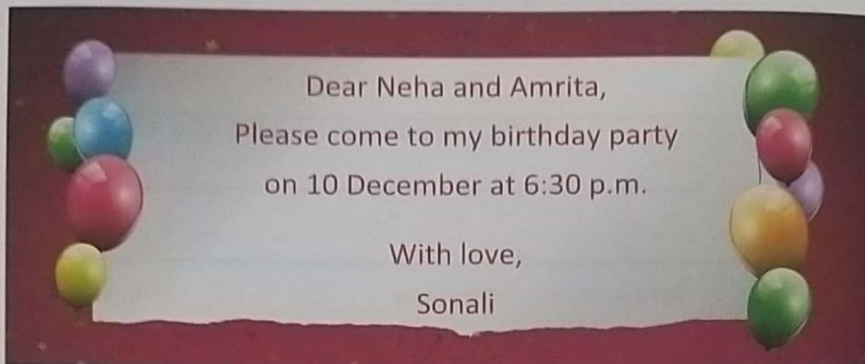 Dear Neha and Amrita,
Please come to my birthday party
on 10 December at 6:30 p.m.
With love,
Sonali